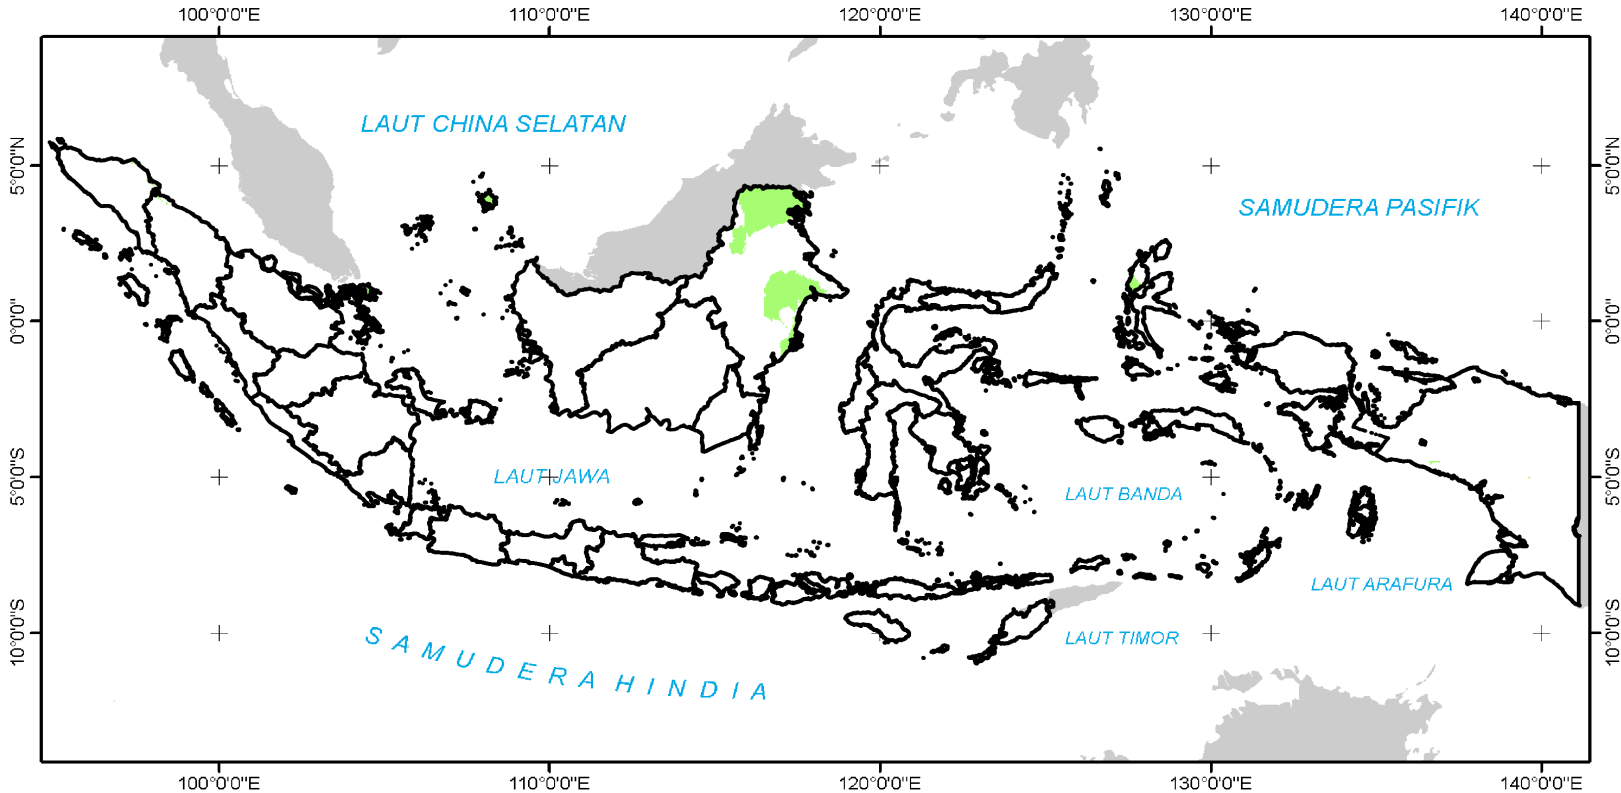 100°0'0"E 110°0'0"E 120°0'0"E 130°0'0"E 140°0'0"E
LAUT CHINA SELATAN
5°0'0"N 5°0'0"N
SAMUDERA PASIFIK
0°0'0" 0°0'0"
5°0'0"S LAUT JAWA 5°0'0"S
LAUT BANDA
LAUT ARAFURA
10°0'0"S SAMUDERA HINDIA LAUT TIMOR 10°0'0"S
100°0'0"E 110°0'0"E 120°0'0"E 130°0'0"E 140°0'0"E